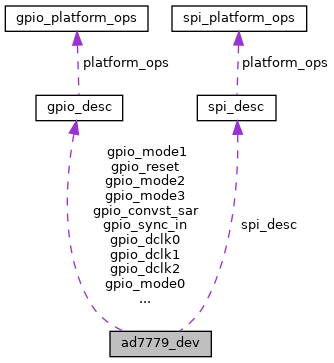 gpio_platform_ops
spi_platform_ops
platform_ops
platform_ops
gpio_desc
spi_desc
gpio_mode1
gpio_reset
gpio_mode2
gpio_mode3
gpio_convst_sar
gpio_sync_in
gpio_dclk0
gpio_dclk1
gpio_dclk2
gpio_mode0
...
spi_desc
ad7779_dev